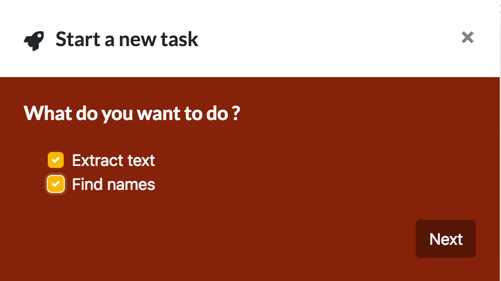 Start a new task
What do you want to do ?
Extract text
Find names
Next